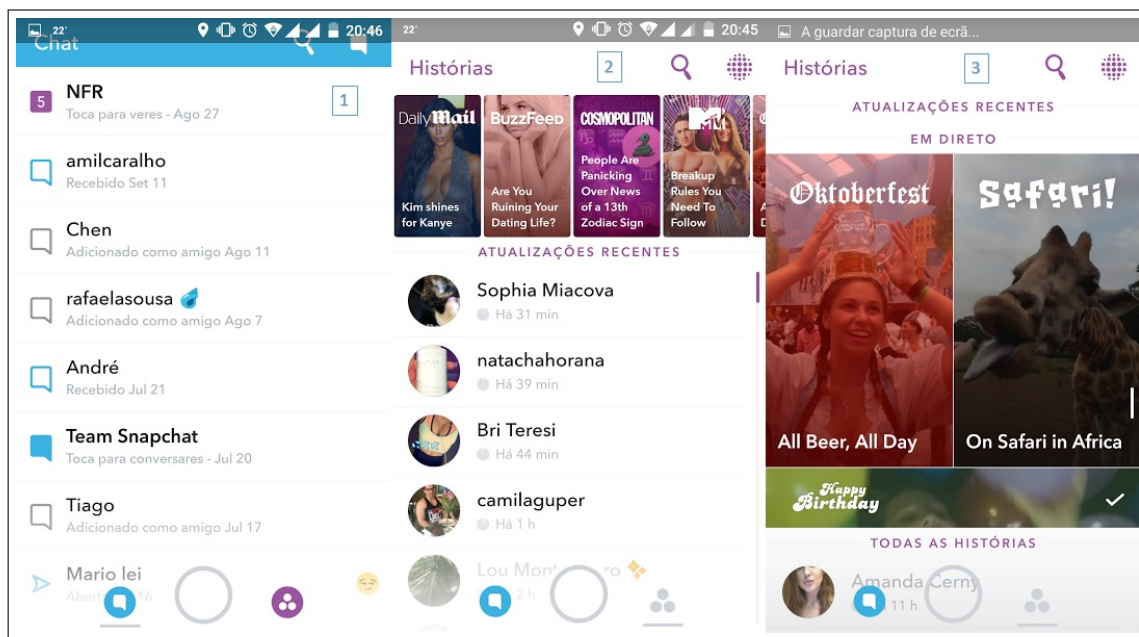 22° 20:46
Chat
5 NFR
Toca para veres - Ago 27
1
amilcaralho
Recebido Set 11
Chen
Adicionado como amigo Ago 11
rafaelasousa
Adicionado como amigo Ago 7
André
Recebido Jul 21
Team Snapchat
Toca para conversares - Jul 20
Tiago
Adicionado como amigo Jul 17
Mario lei
16
22° 20:45
Histórias 2
Daily Mail
Kim shines
for Kanye
BuzzFeed
Are You
Ruining Your
Dating Life?
COSMOPOLITAN
People Are
Panicking
Over News
of a 13th
Zodiac Sign
MTV
Breakup
Rules You
Need To
Follow
ATUALIZAÇÕES RECENTES
Sophia Miacova
Há 31 min
natachahorana
Há 39 min
Bri Teresi
Há 44 min
camilaguper
Há 1 h
Lou
2 h
A guardar captura de ecrã...
Histórias 3
ATUALIZAÇÕES RECENTES
EM DIRETO
Oktoberfest
All Beer, All Day
Safari!
On Safari in Africa
Happy
Birthday
TODAS AS HISTÓRIAS
Amanda Cerny
11 h